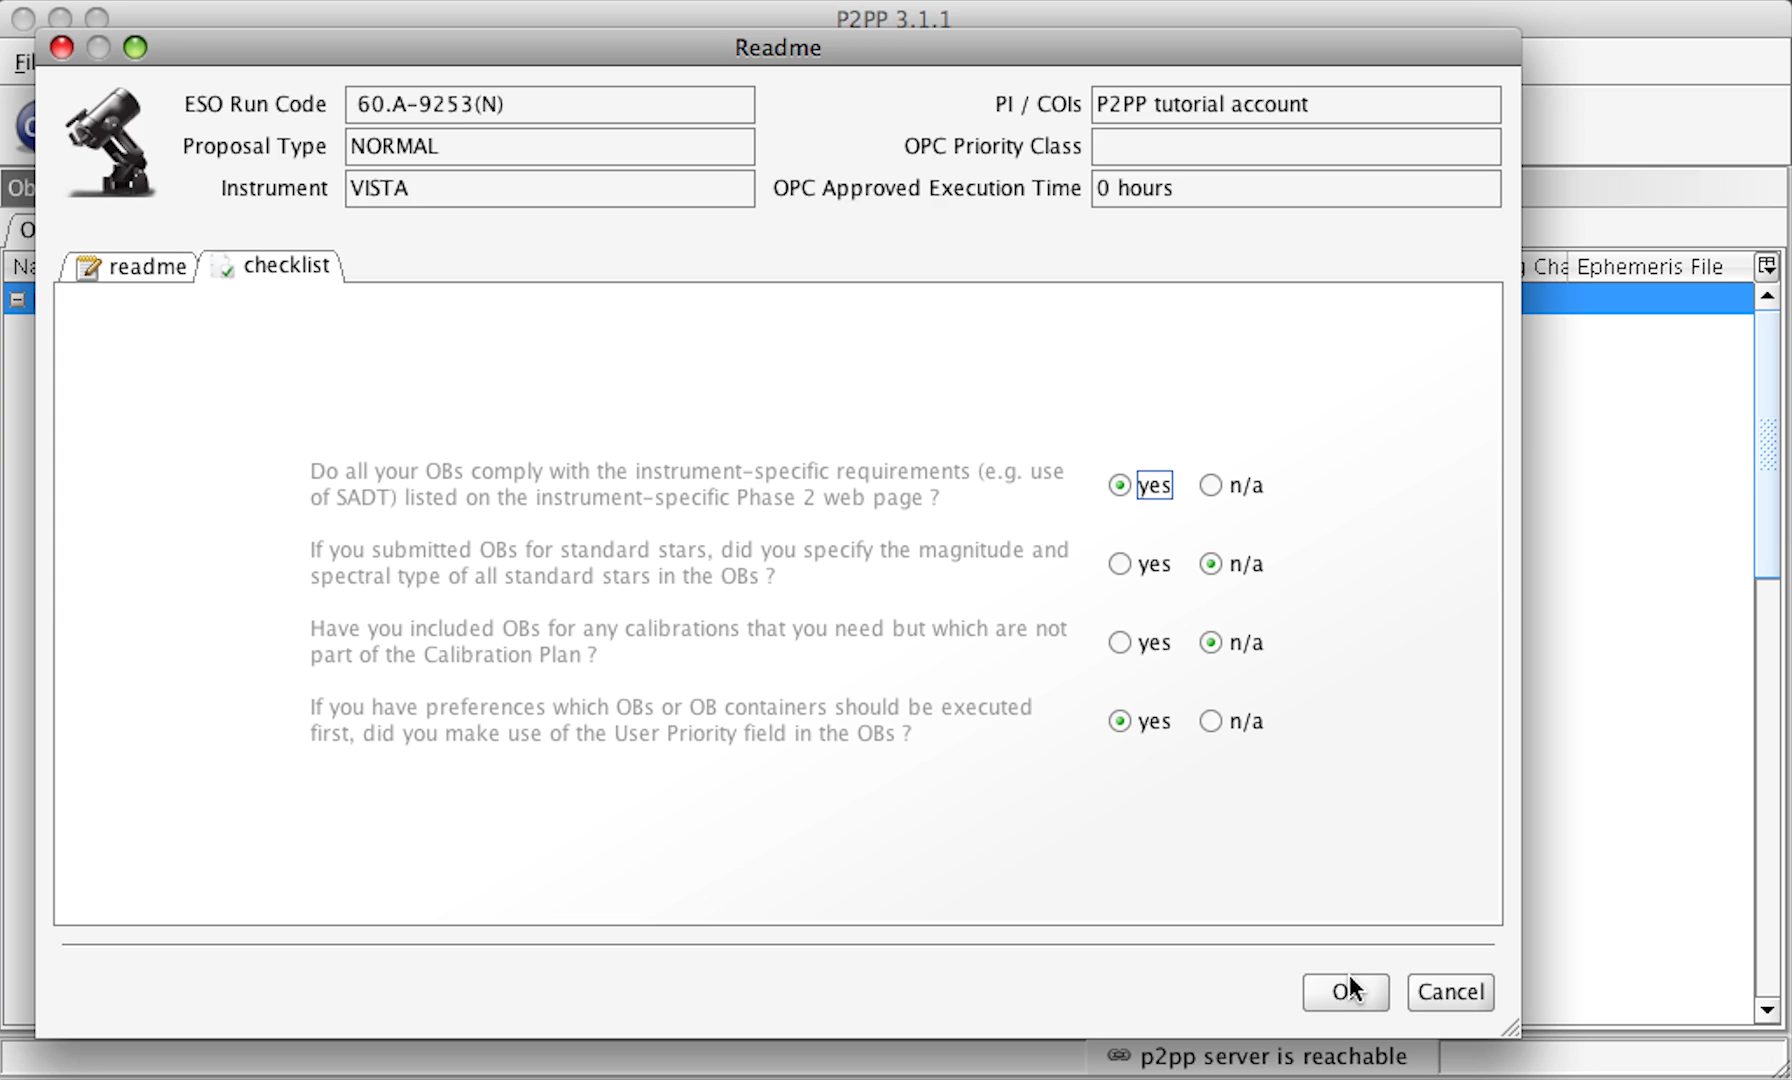 P2PP 3.1.1
Readme
ESO Run Code 60.A-9253(N) PI / COIs P2PP tutorial account
Proposal Type NORMAL OPC Priority Class
Instrument VISTA OPC Approved Execution Time 0 hours
readme checklist
Ephemeris File
Do all your OBs comply with the instrument-specific requirements (e.g. use
of SADT) listed on the instrument-specific Phase 2 web page ?
yes n/a
If you submitted OBs for standard stars, did you specify the magnitude and
spectral type of all standard stars in the OBs ?
yes n/a
Have you included OBs for any calibrations that you need but which are not
part of the Calibration Plan ?
yes n/a
If you have preferences which OBs or OB containers should be executed
first, did you make use of the User Priority field in the OBs ?
yes n/a
Cancel
p2pp server is reachable